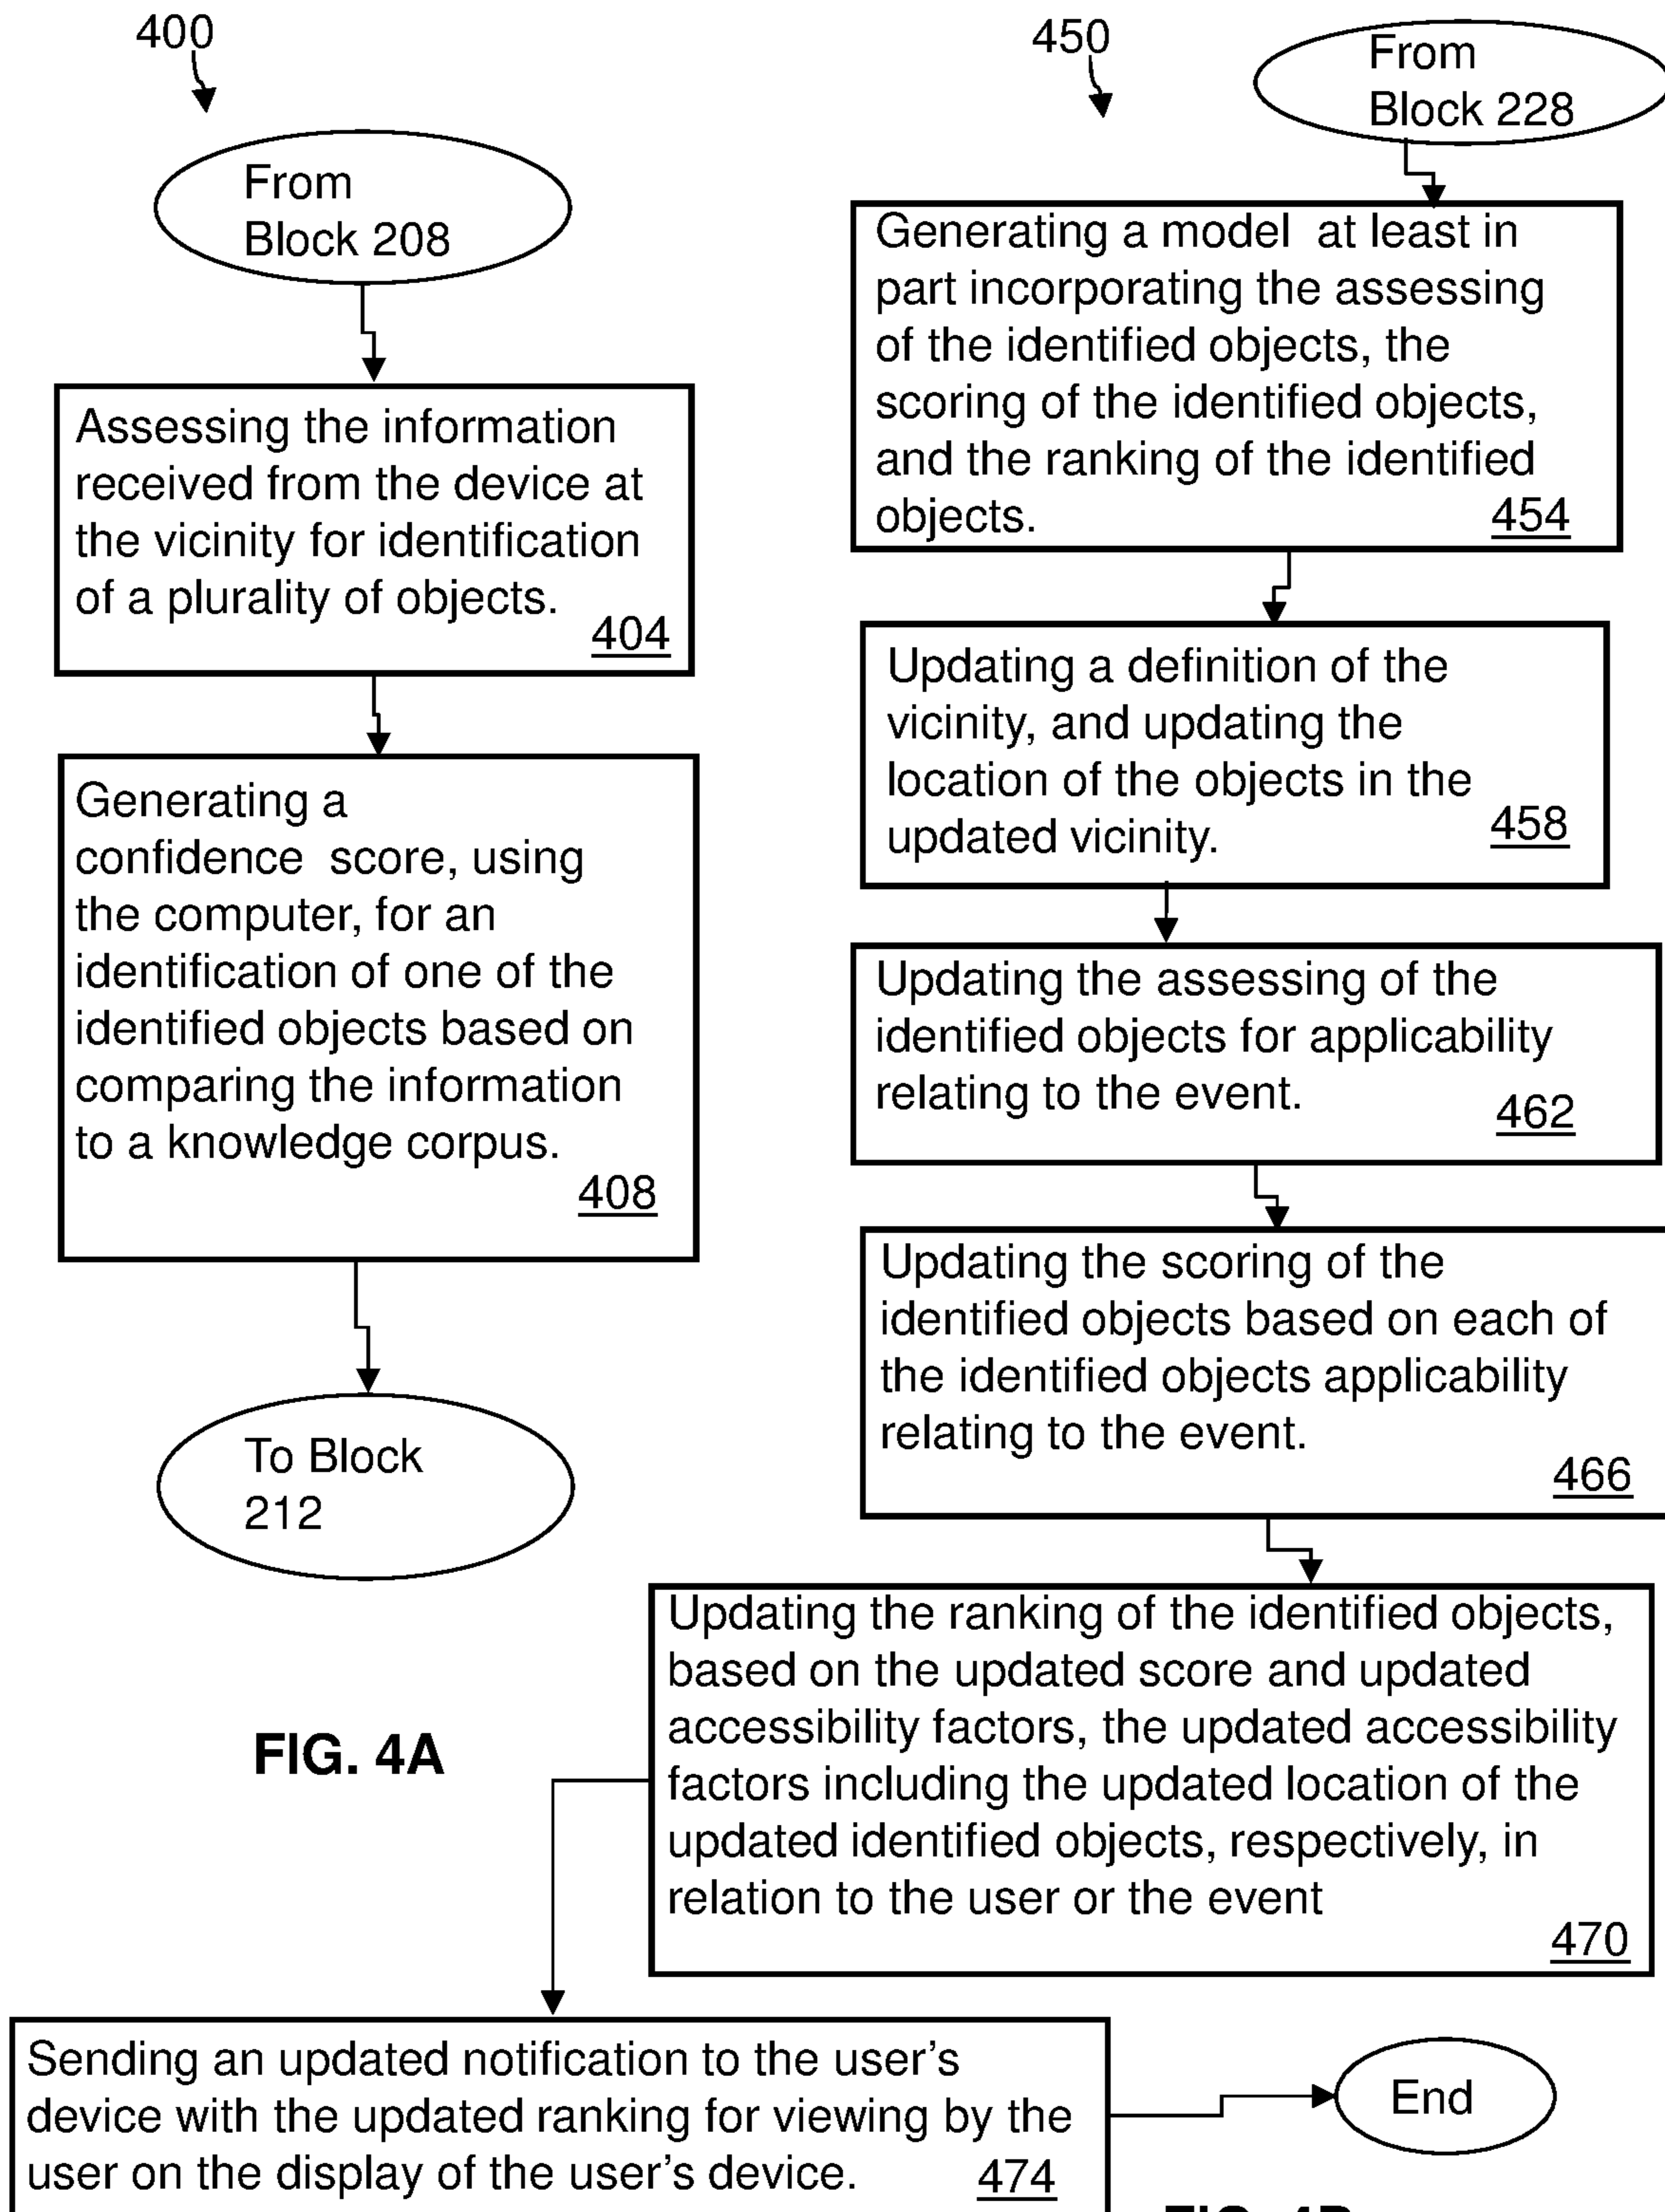 400
From
Block 208
Assessing the information
received from the device at
the vicinity for identification
of a plurality of objects.
404
Generating a
confidence score, using
the computer, for an
identification of one of the
identified objects based on
comparing the information
to a knowledge corpus.
408
To Block
212
FIG. 4A
450
From
Block 228
Generating a model at least in
part incorporating the assessing
of the identified objects, the
scoring of the identified objects,
and the ranking of the identified
objects.
454
Updating a definition of the
vicinity, and updating the
location of the objects in the
updated vicinity.
458
Updating the assessing of the
identified objects for applicability
relating to the event.
462
Updating the scoring of the
identified objects based on each of
the identified objects applicability
relating to the event.
466
Updating the ranking of the identified objects,
based on the updated score and updated
accessibility factors, the updated accessibility
factors including the updated location of the
updated identified objects, respectively, in
relation to the user or the event
470
Sending an updated notification to the user's
device with the updated ranking for viewing by the
user on the display of the user's device.
474
End